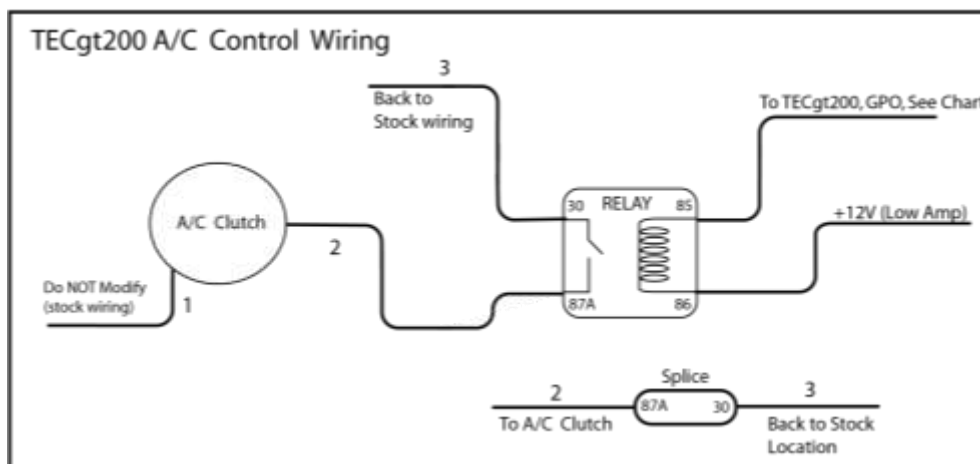 TECgt200 A/C Control Wiring
3
Back to
Stock wiring
To TECgt200, GPO, See Chart
A/C Clutch
2
30
RELAY
85
+12V (Low Amp)
Do NOT Modify
(stock wiring)
1
87A
86
Splice
2
87A
30
3
To A/C Clutch
Back to Stock
Location